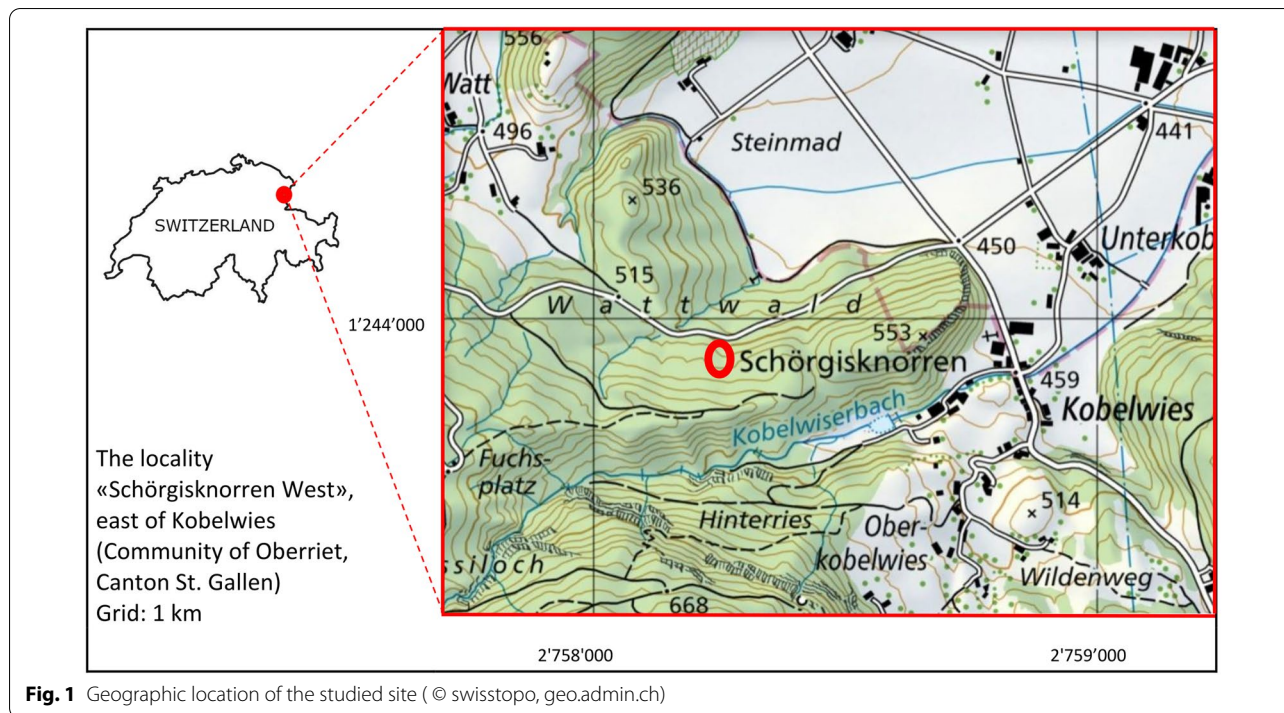 SWITZERLAND
1’244’000
The locality
«Schörgisknorren West»,
east of Kobelwies
(Community of Oberriet,
Canton St. Gallen)
Grid: 1 km
556
Watt
496
Steinmad
441
536
450
Unterkob
515
Wattwald
553
Schörgisknorren
459
Kobelwiserbach
Kobelwies
Fuchs-
platz
514
Hinterries
Ober-
kobelwies
ssiloch
Wildenweg
668
2’758’000
2’759’000
Fig. 1 Geographic location of the studied site ( © swisstopo, geo.admin.ch)